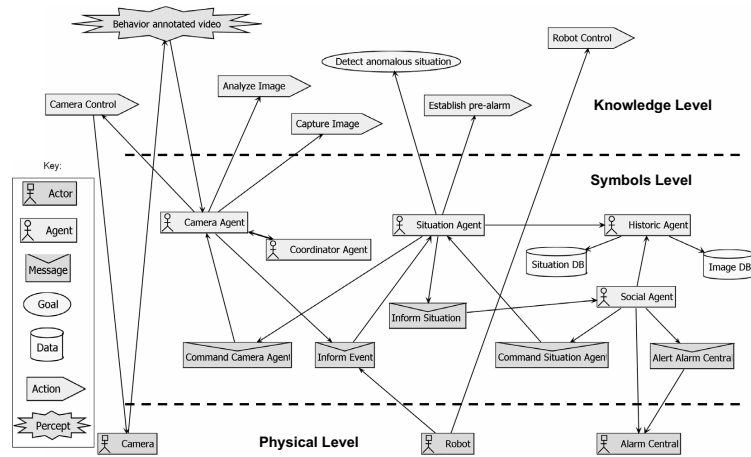 Behavior annotated video
Robot Control
Detect anomalous situation
Analyze Image
Camera Control
Establish pre-alarm
Knowledge Level
Capture Image
Key:
Symbols Level
Actor
Agent
Message
Goal
Data
Action
Percept
Camera Agent
Situation Agent
Historic Agent
Coordinator Agent
Situation DB
Image DB
Social Agent
Inform Situation
Command Camera Agent
Inform Event
Command Situation Agent
Alert Alarm Central
Camera
Physical Level
Robot
Alarm Central